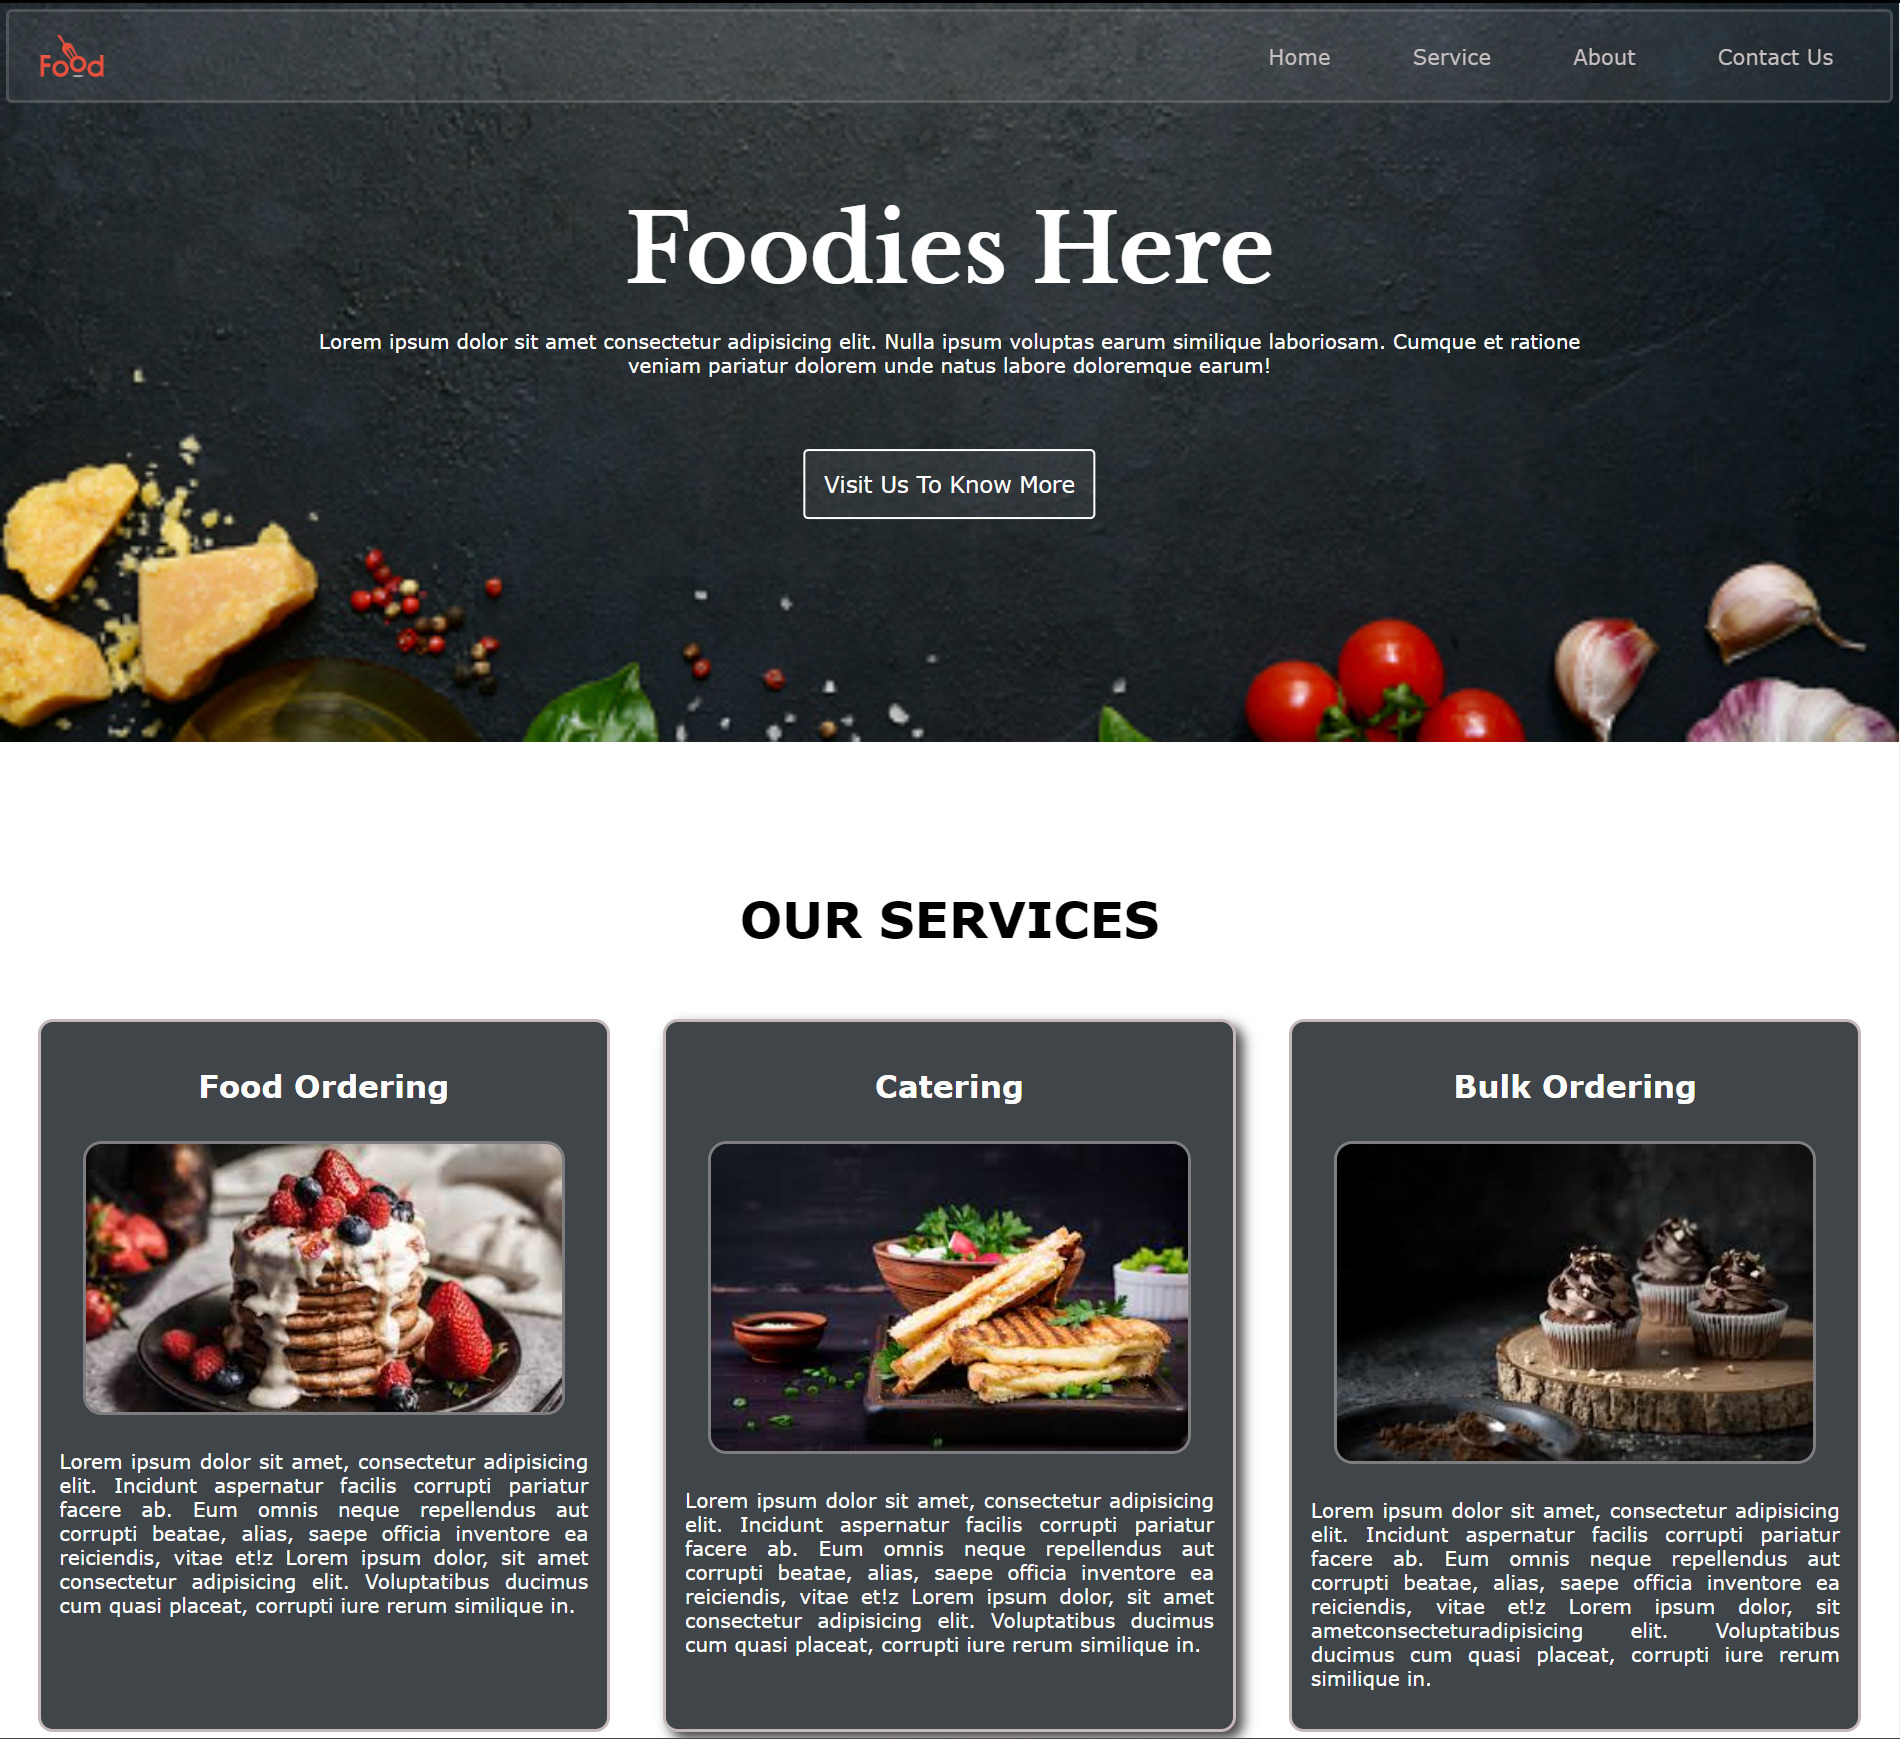 Food
Home
Service
About
Contact Us
Foodies Here
Lorem ipsum dolor sit amet consectetur adipisicing elit. Nulla ipsum voluptas earum similique laboriosam. Cumque et ratione
veniam pariatur dolorem unde natus labore doloremque earum!
Visit Us To Know More
OUR SERVICES
Food Ordering
Lorem ipsum dolor sit amet, consectetur adipisicing
elit. Incidunt aspernatur facilis corrupti pariatur
facere ab. Eum omnis neque repellendus aut
corrupti beatae, alias, saepe officia inventore ea
reiciendis, vitae et!z Lorem ipsum dolor, sit amet
consectetur adipisicing elit. Voluptatibus ducimus
cum quasi placeat, corrupti iure rerum similique in.
Catering
Lorem ipsum dolor sit amet, consectetur adipisicing
elit. Incidunt aspernatur facilis corrupti pariatur
facere ab. Eum omnis neque repellendus aut
corrupti beatae, alias, saepe officia inventore ea
reiciendis, vitae et!z Lorem ipsum dolor, sit amet
consectetur adipisicing elit. Voluptatibus ducimus
cum quasi placeat, corrupti iure rerum similique in.
Bulk Ordering
Lorem ipsum dolor sit amet, consectetur adipisicing
elit. Incidunt aspernatur facilis corrupti pariatur
facere ab. Eum omnis neque repellendus aut
corrupti beatae, alias, saepe officia inventore ea
reiciendis, vitae et!z Lorem ipsum dolor, sit
ametconsecteturadipisicing elit. Voluptatibus
ducimus cum quasi placeat, corrupti iure rerum
similique in.